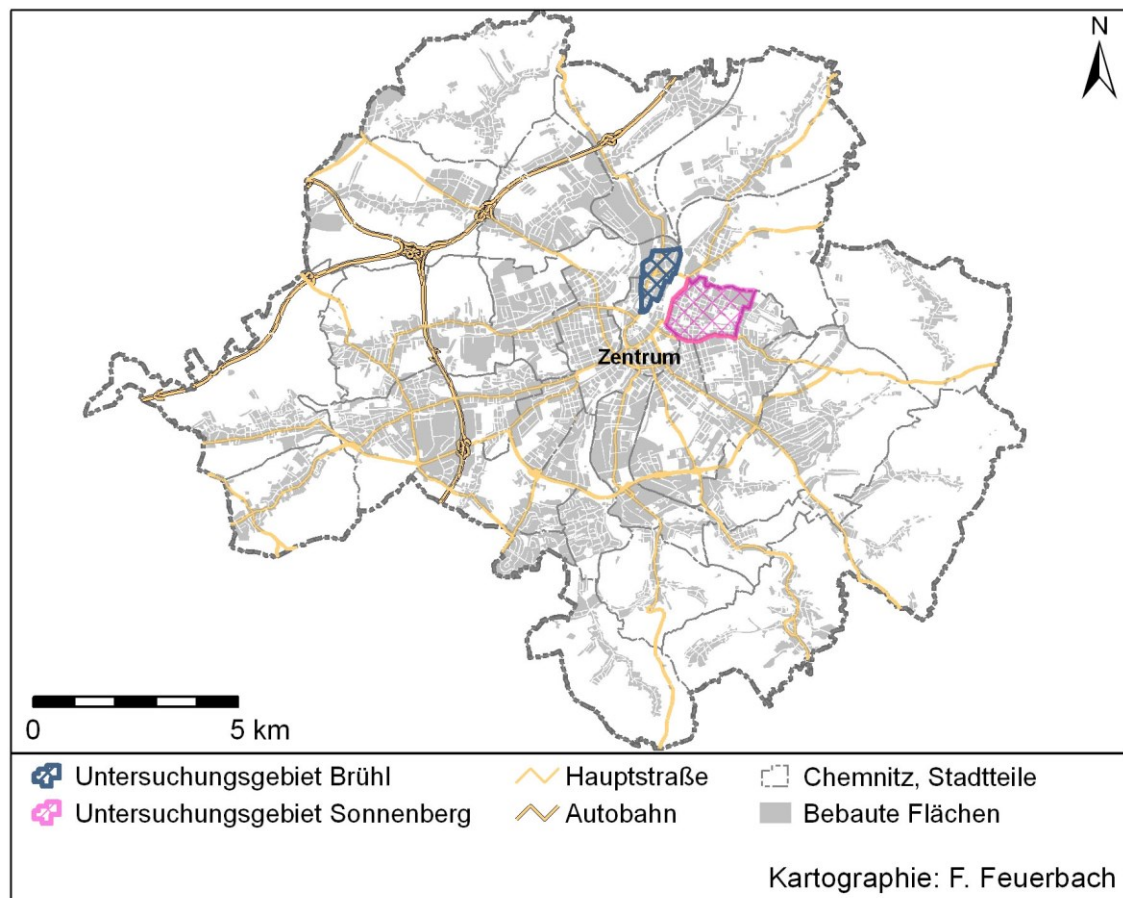 N
Zentrum
0 5 km
Untersuchungsgebiet Brühl
Hauptstraße
Chemnitz, Stadtteile
Untersuchungsgebiet Sonnenberg
Autobahn
Bebaute Flächen
Kartographie: F. Feuerbach